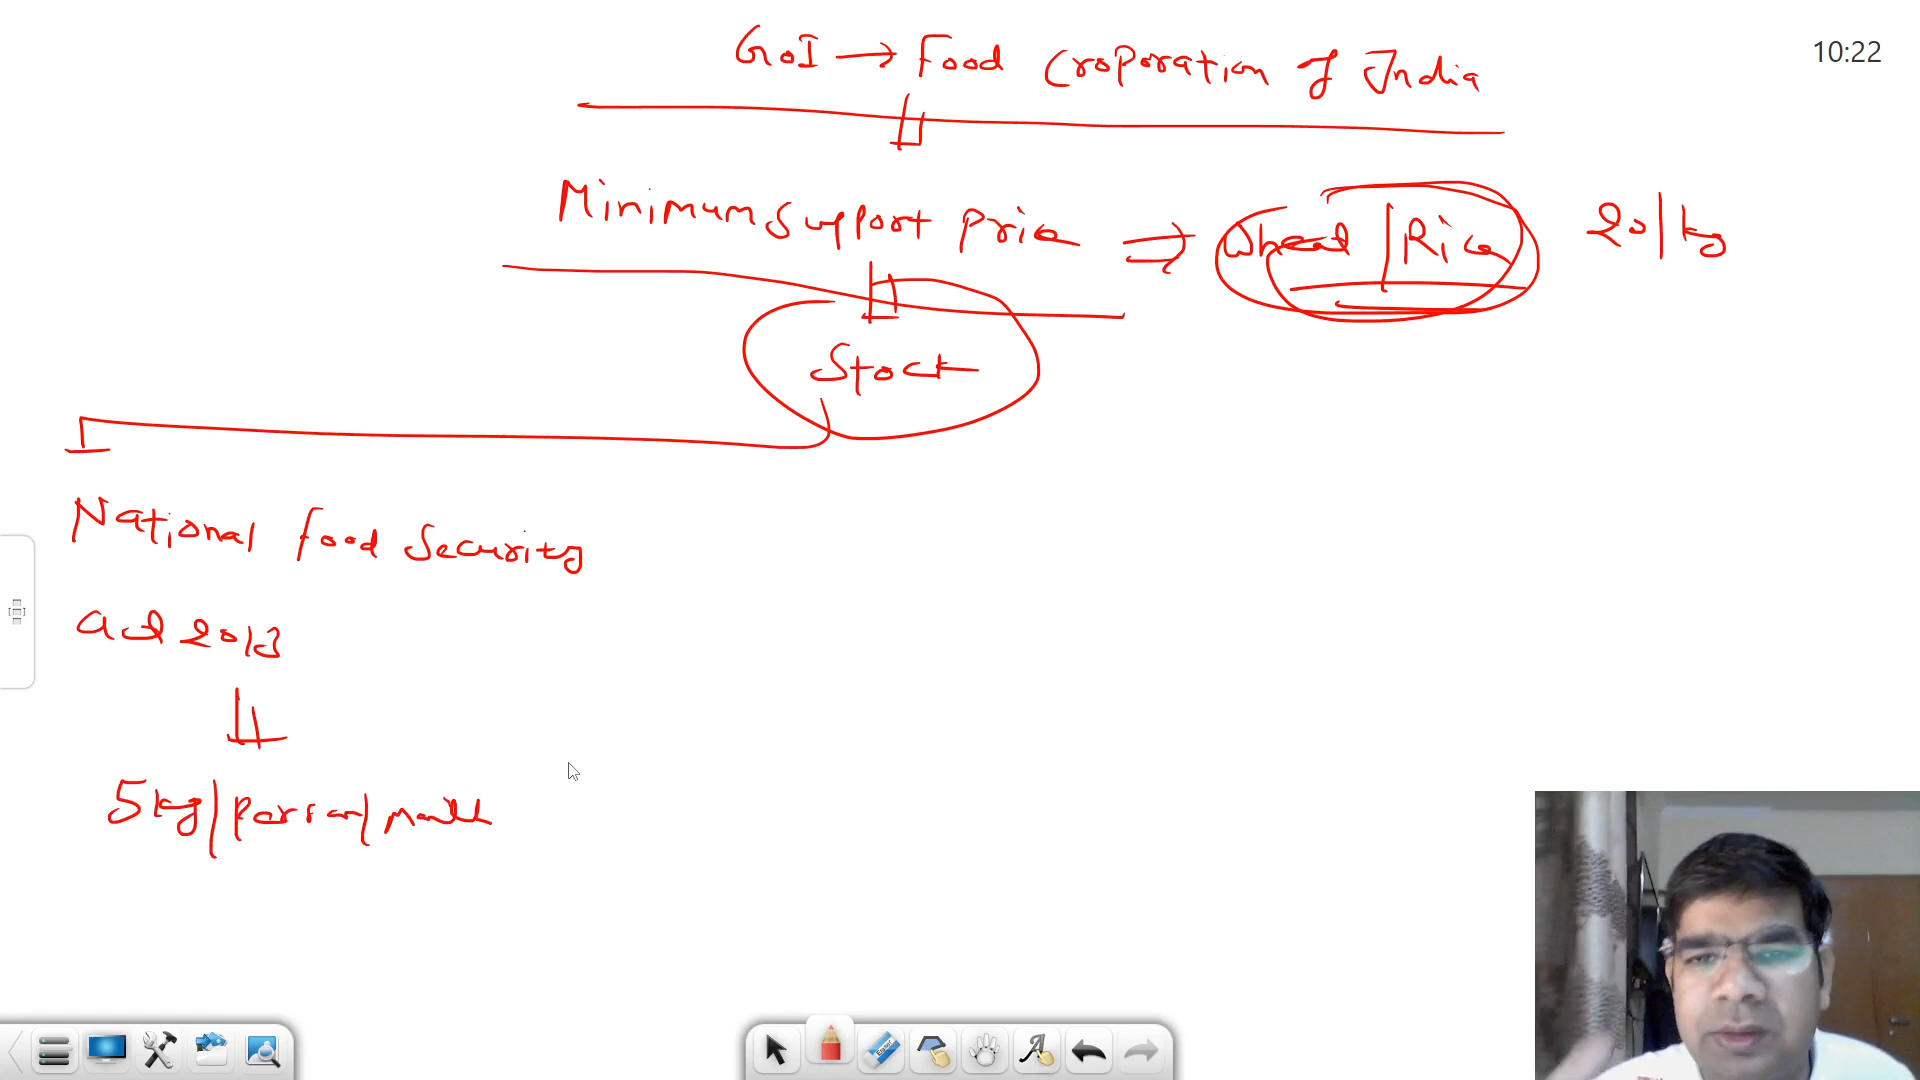 GoI → Food Croporation of India
10:22
Minimum Support Price ⇒ Wheat / Rice 20/kg
Stock
National Food Security
act 2013
5kg/person/month